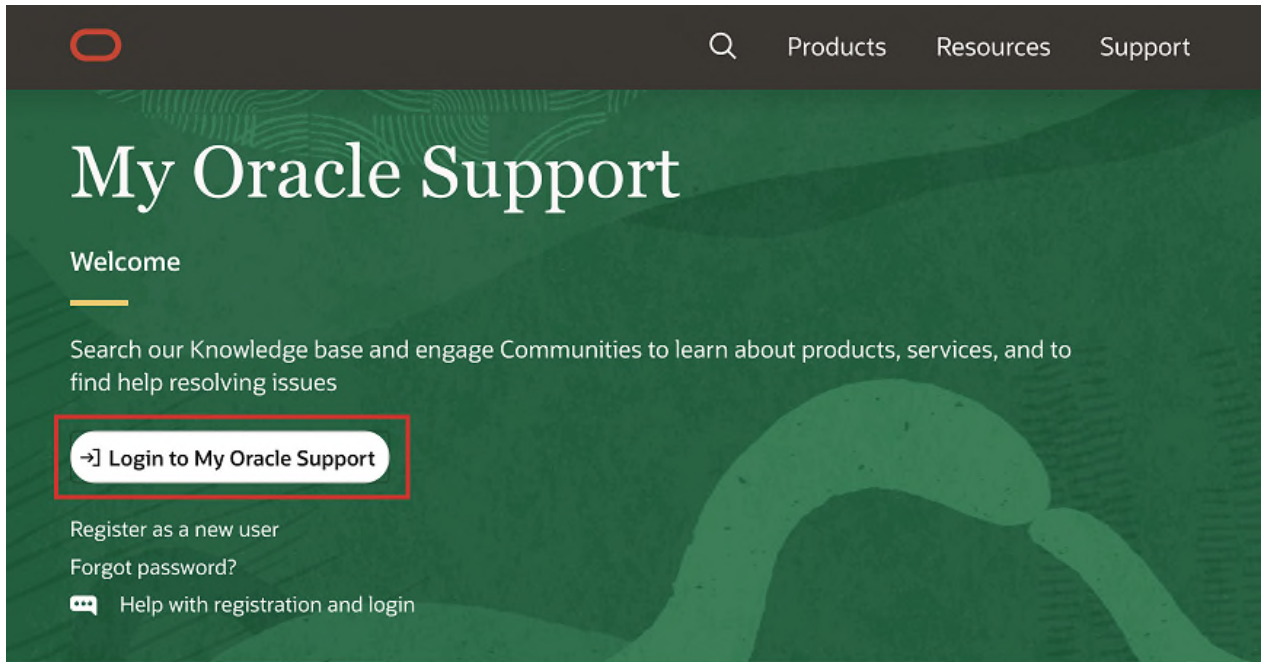 Products Resources Support
My Oracle Support
Welcome
Search our Knowledge base and engage Communities to learn about products, services, and to
find help resolving issues
Login to My Oracle Support
Register as a new user
Forgot password?
Help with registration and login